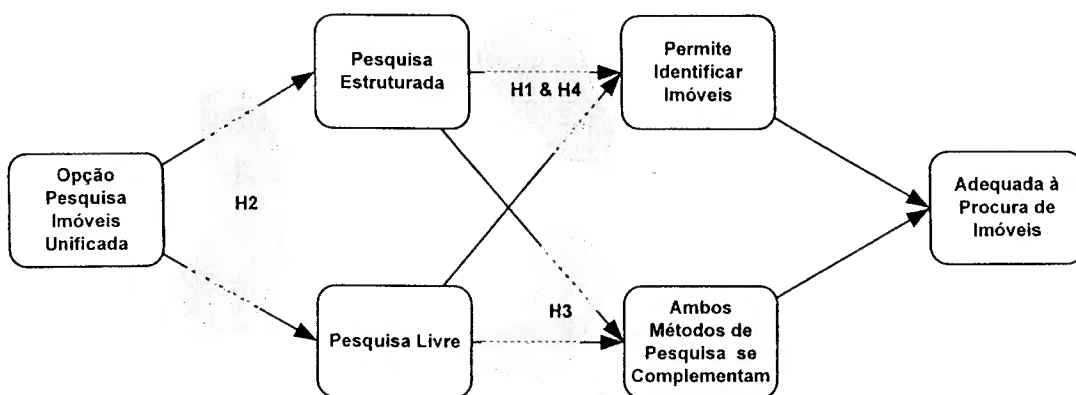 Opção
Pesquisa
Imóveis
Unificada
H2
Pesquisa
Estruturada
Pesquisa Livre
H1 & H4
H3
Permite
Identificar
Imóveis
Ambos
Métodos de
Pesquisa se
Complementam
Adequada à
Procura de
Imóveis